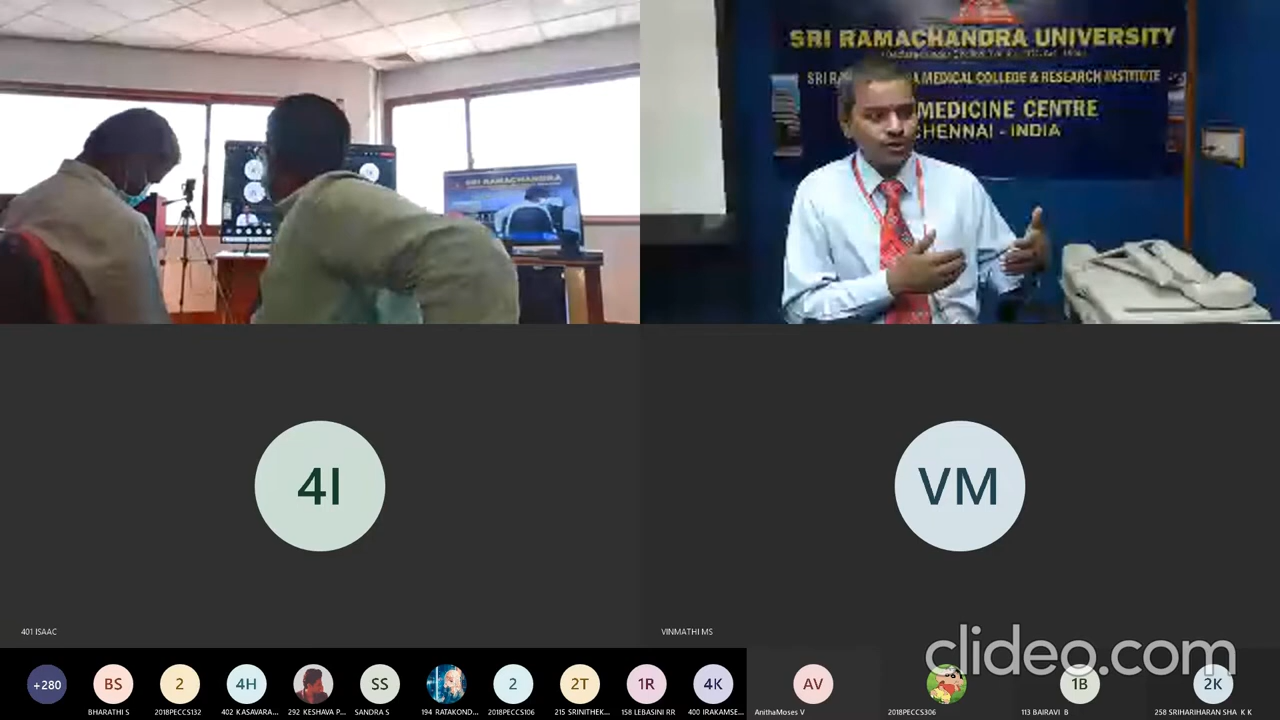 SRI RAMACHANDRA
SRI RAMACHANDRA UNIVERSITY
MEDICAL COLLEGE & RESEARCH INSTITUTE
MEDICINE CENTRE
CHENNAI - INDIA
4I
VM
401 ISAAC
VINMATHI MS
clideo.com
+280
BS
2
4H
SS
2
2T
1R
4K
AV
1B
2K
BHARATHI S
2018PECCS132
402 KASAVARA...
292 KESHAVA P...
SANDRA S
194 RATAKOND...
2018PECCS106
215 SRINITHEK...
158 LEBASINI RR
400 IRAKAMSE...
AnithaMoses V
2018PECCS306
113 BAIRAVI B
258 SRIHARIHARAN SHA K K